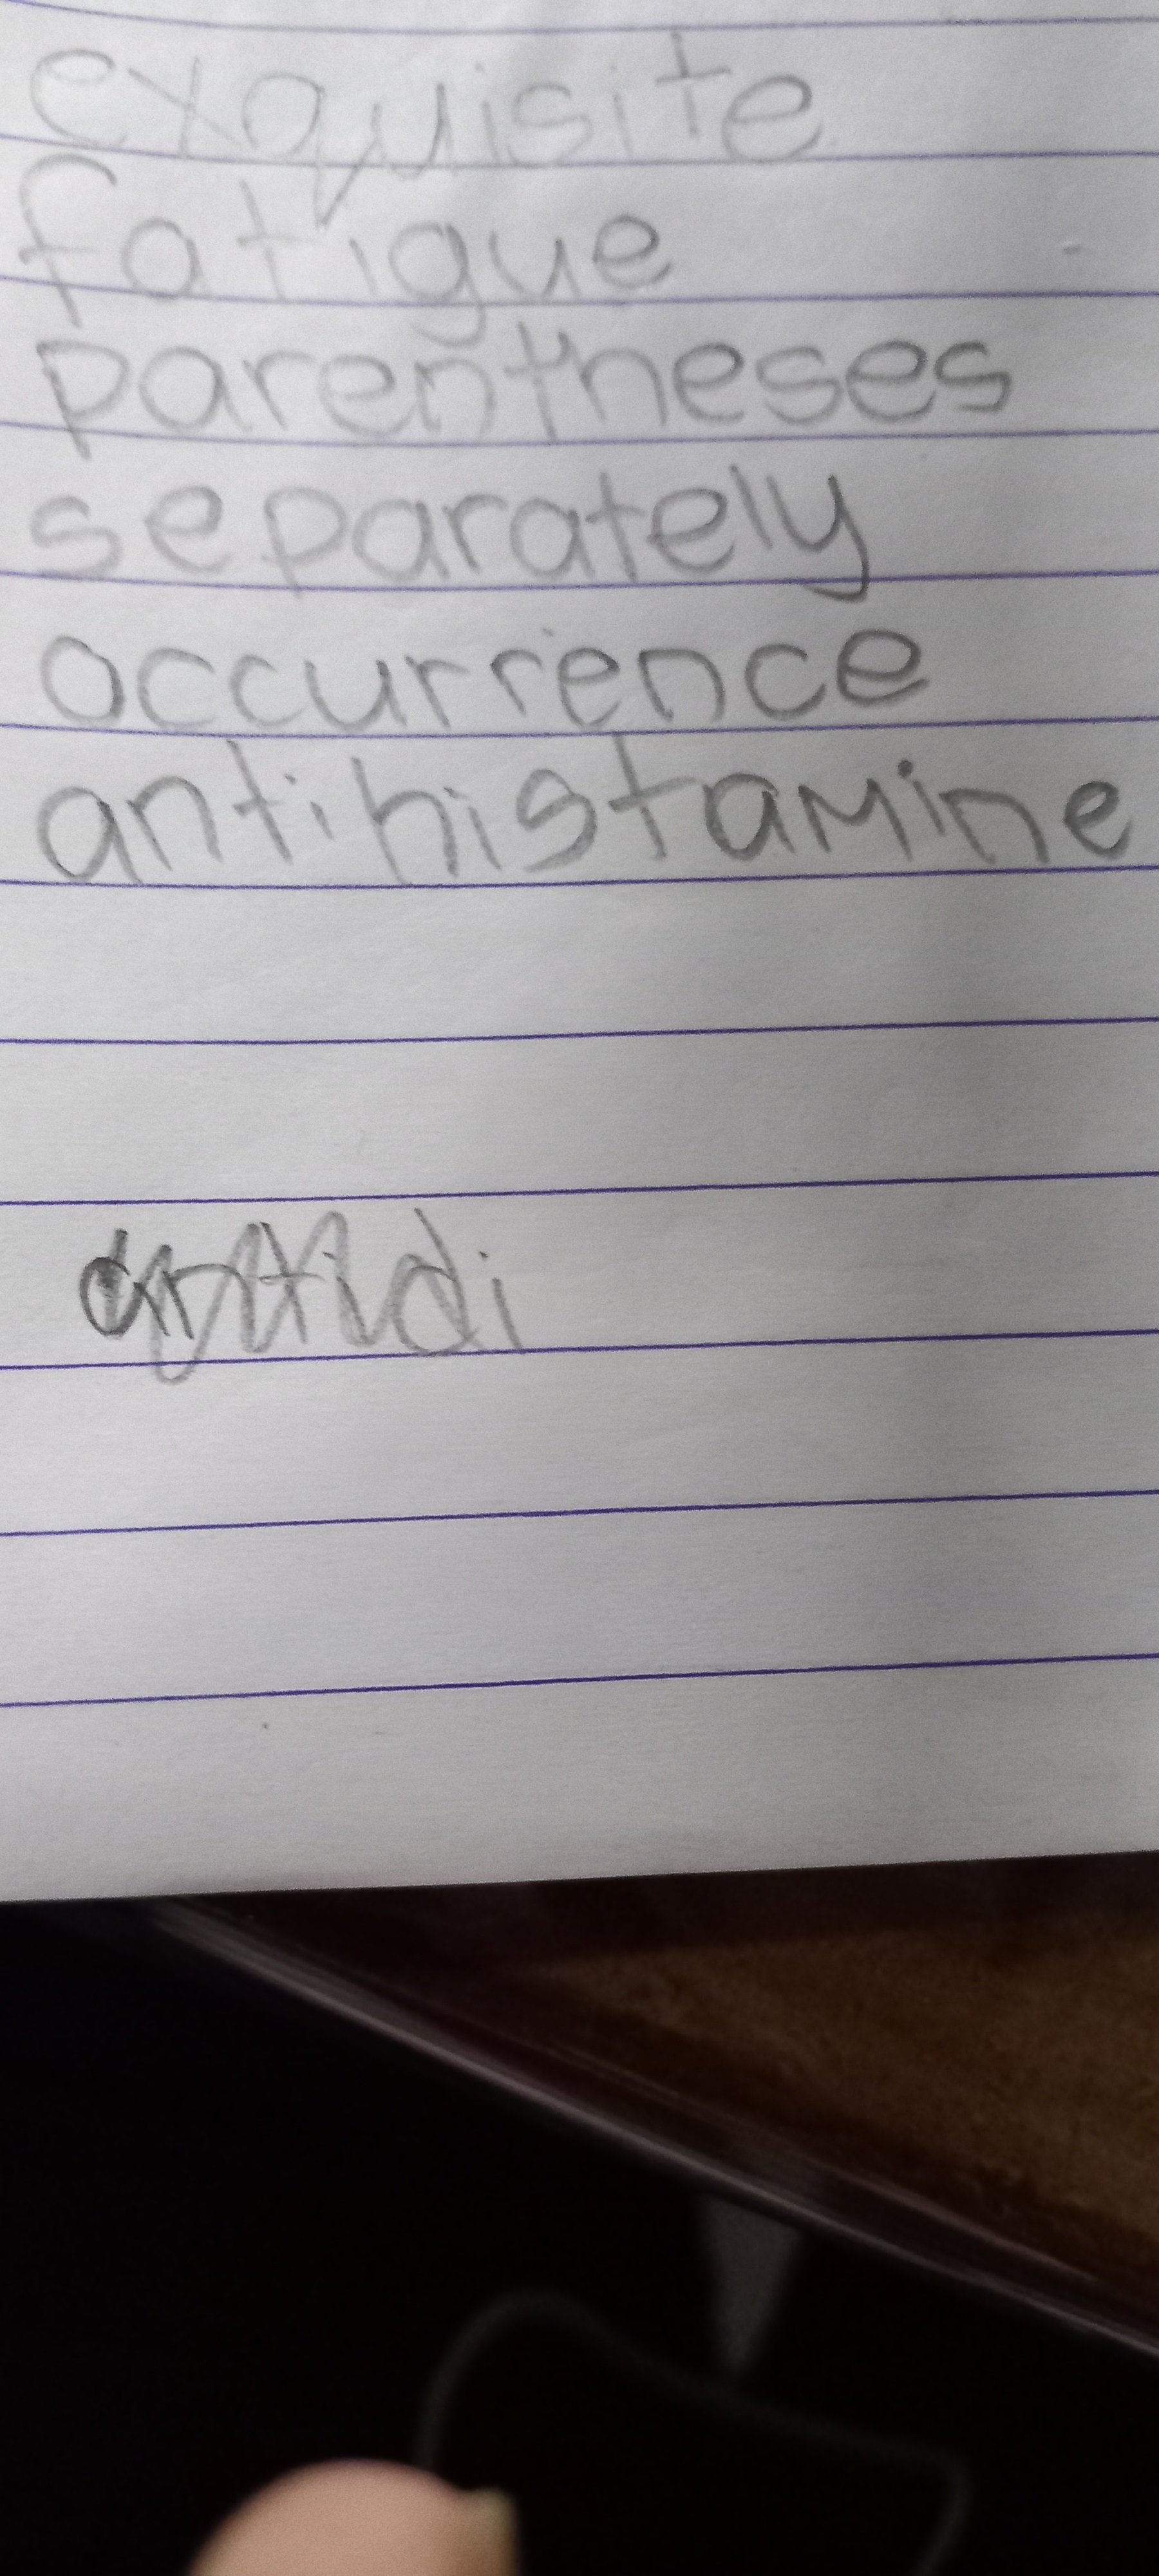 exquisite
fatigue
parentheses
separately
occurrence
antihistamine